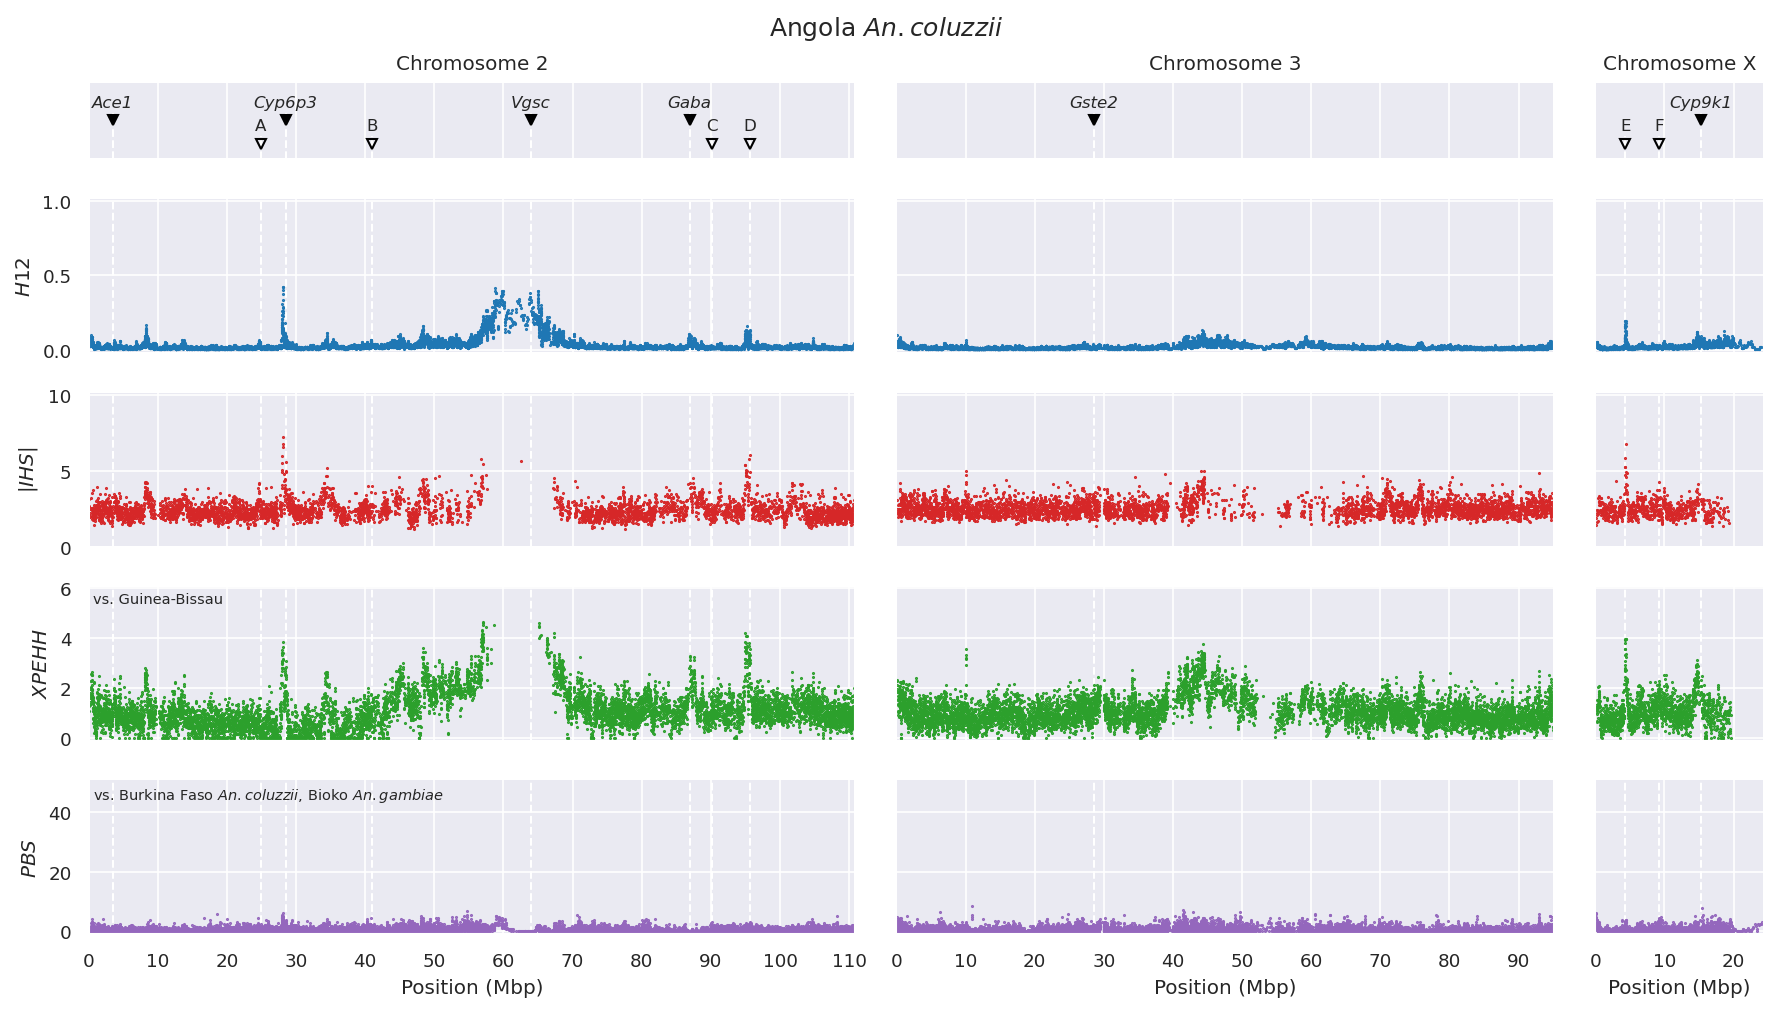 Angola An. coluzzii
Chromosome 2 Chromosome 3 Chromosome X
Ace1 Cyp6p3 Vgsc Gaba Gste2 Cyp9k1
A B C D E F
H12
1.0
0.5
0.0
|IHS|
10
5
0
XPEHH
6
4
2
0
vs. Guinea-Bissau
PBS
40
20
0
vs. Burkina Faso An. coluzzii, Bioko An. gambiae
0 10 20 30 40 50 60 70 80 90 100 110
0 10 20 30 40 50 60 70 80 90
0 10 20
Position (Mbp) Position (Mbp) Position (Mbp)